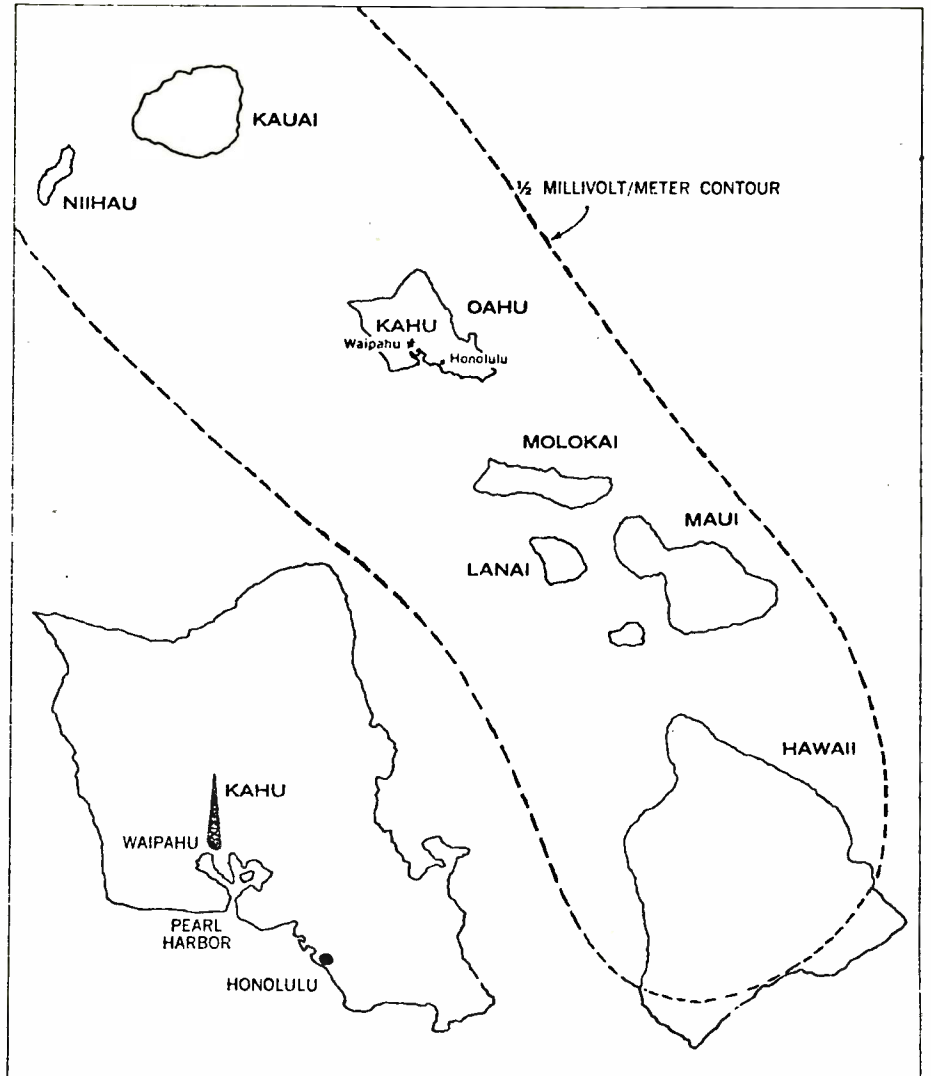 KAUAI
NIIHAU
½ MILLIVOLT/METER CONTOUR
OAHU
KAHU
Waipahu
Honolulu
MOLOKAI
MAUI
LANAI
HAWAII
KAHU
WAIPAHU
PEARL
HARBOR
HONOLULU